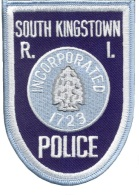 SOUTH KINGSTOWN
R. I.
INCORPORATED
1723
POLICE